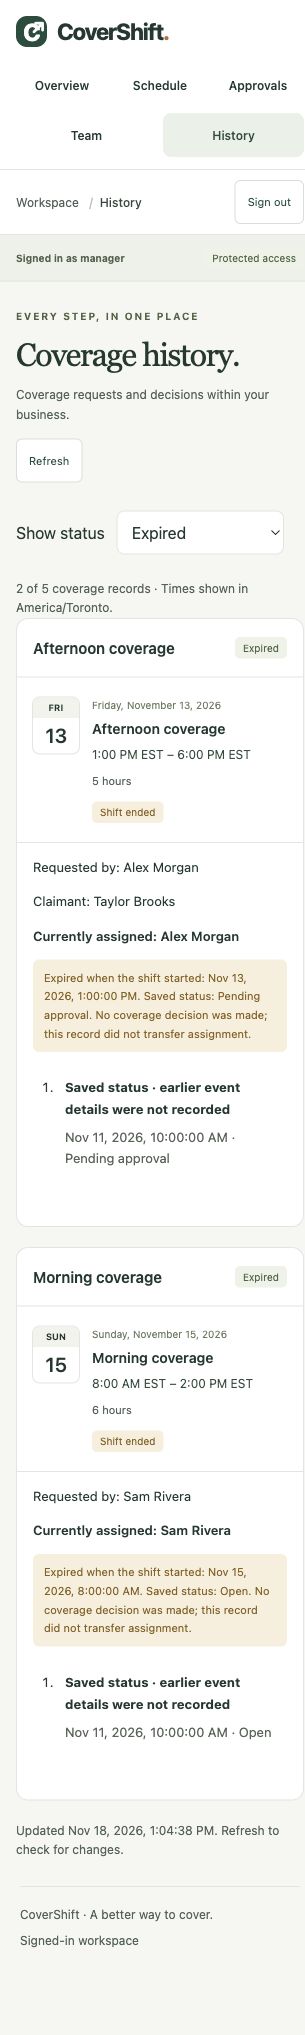 CoverShift.
Overview
Schedule
Approvals
Team
History
Workspace / History
Sign out
Signed in as manager
Protected access
EVERY STEP, IN ONE PLACE
Coverage history.
Coverage requests and decisions within your
business.
Refresh
Show status
Expired
2 of 5 coverage records · Times shown in
America/Toronto.
Afternoon coverage
Expired
FRI
13
Friday, November 13, 2026
Afternoon coverage
1:00 PM EST – 6:00 PM EST
5 hours
Shift ended
Requested by: Alex Morgan
Claimant: Taylor Brooks
Currently assigned: Alex Morgan
Expired when the shift started: Nov 13,
2026, 1:00:00 PM. Saved status: Pending
approval. No coverage decision was made;
this record did not transfer assignment.
1. Saved status · earlier event
details were not recorded
Nov 11, 2026, 10:00:00 AM ·
Pending approval
Morning coverage
Expired
SUN
15
Sunday, November 15, 2026
Morning coverage
8:00 AM EST – 2:00 PM EST
6 hours
Shift ended
Requested by: Sam Rivera
Currently assigned: Sam Rivera
Expired when the shift started: Nov 15,
2026, 8:00:00 AM. Saved status: Open. No
coverage decision was made; this record
did not transfer assignment.
1. Saved status · earlier event
details were not recorded
Nov 11, 2026, 10:00:00 AM · Open
Updated Nov 18, 2026, 1:04:38 PM. Refresh to
check for changes.
CoverShift · A better way to cover.
Signed-in workspace